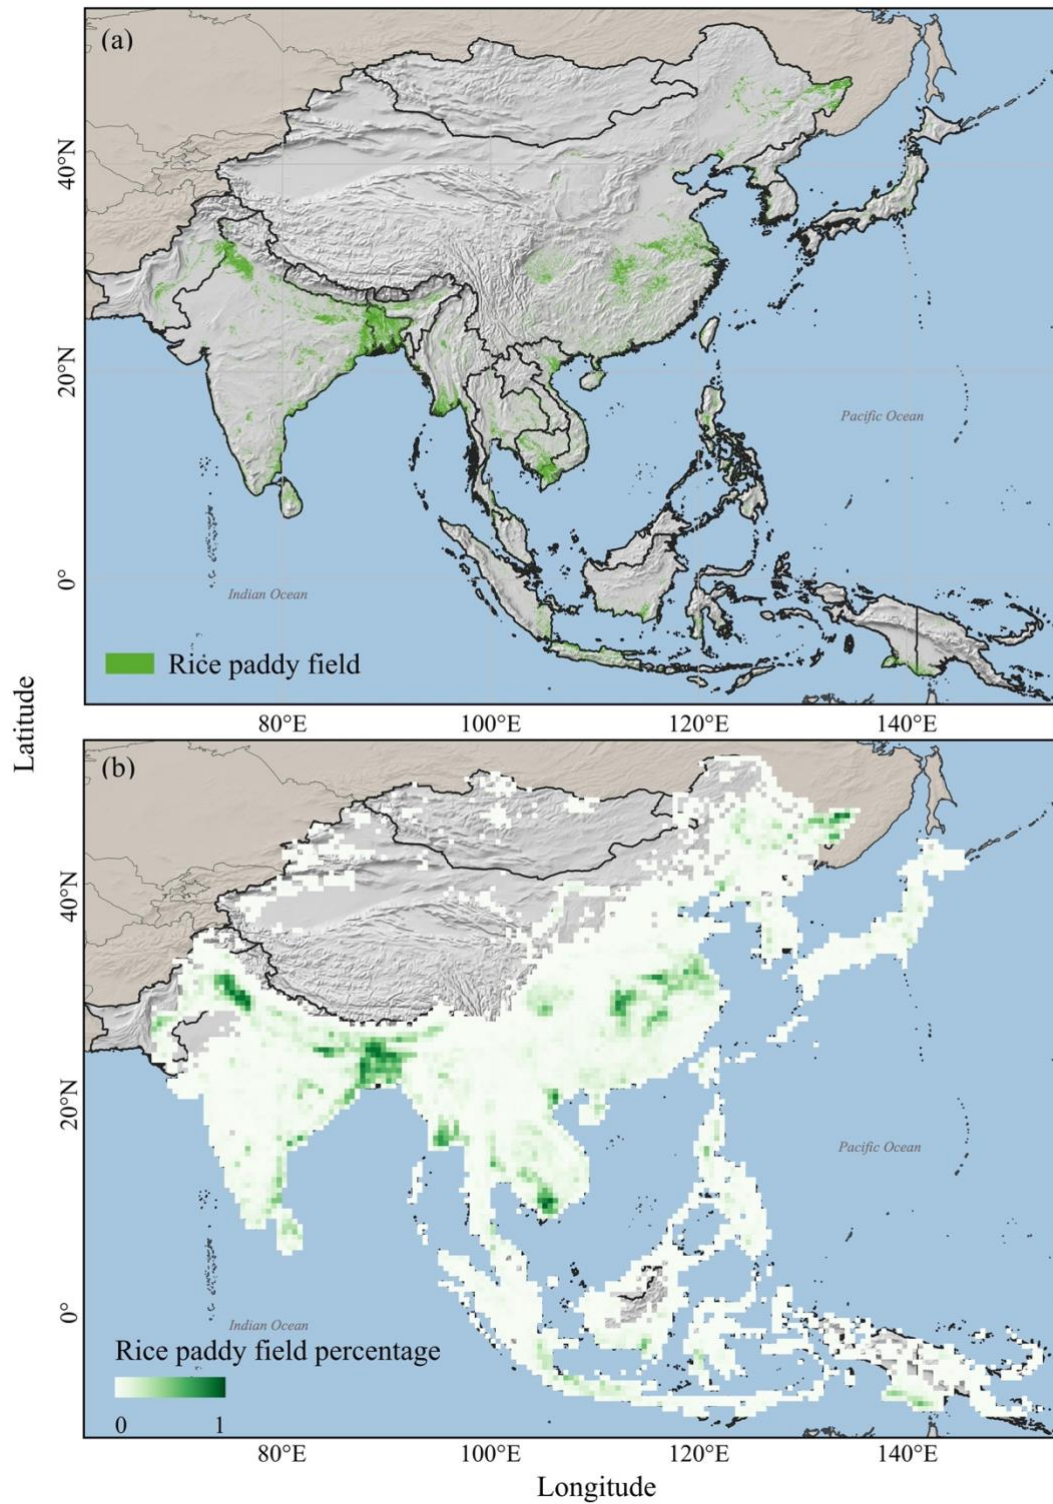 (a)
40°N
20°N
0°
Pacific Ocean
Indian Ocean
Rice paddy field
80°E 100°E 120°E 140°E
Latitude
(b)
40°N
20°N
0°
Pacific Ocean
Indian Ocean
Rice paddy field percentage
0 1
80°E 100°E 120°E 140°E
Longitude